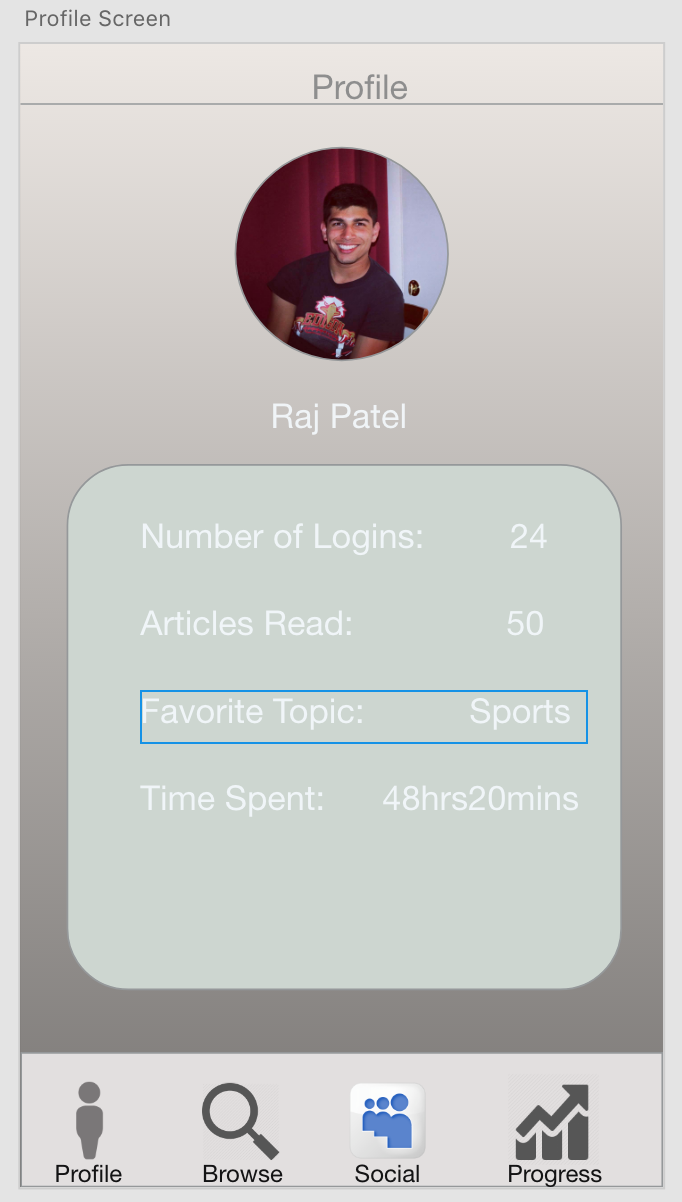 Profile Screen
Profile
Raj Patel
Number of Logins: 24
Articles Read: 50
Favorite Topic: Sports
Time Spent: 48hrs20mins
Profile Browse Social Progress